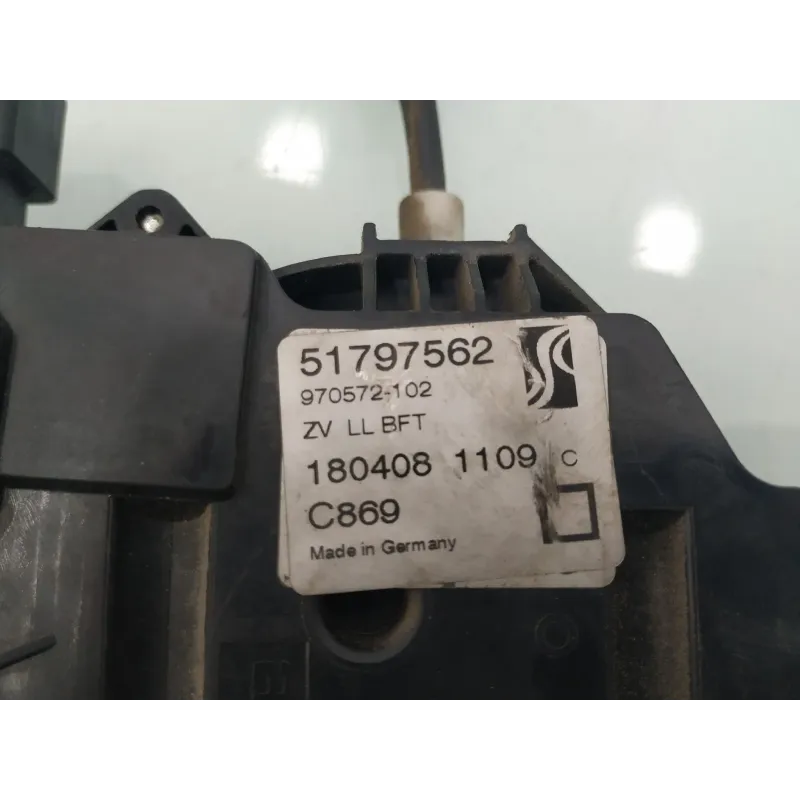 51797562
970572-102
ZV LL BFT
180408 1109 C
C869
Made in Germany